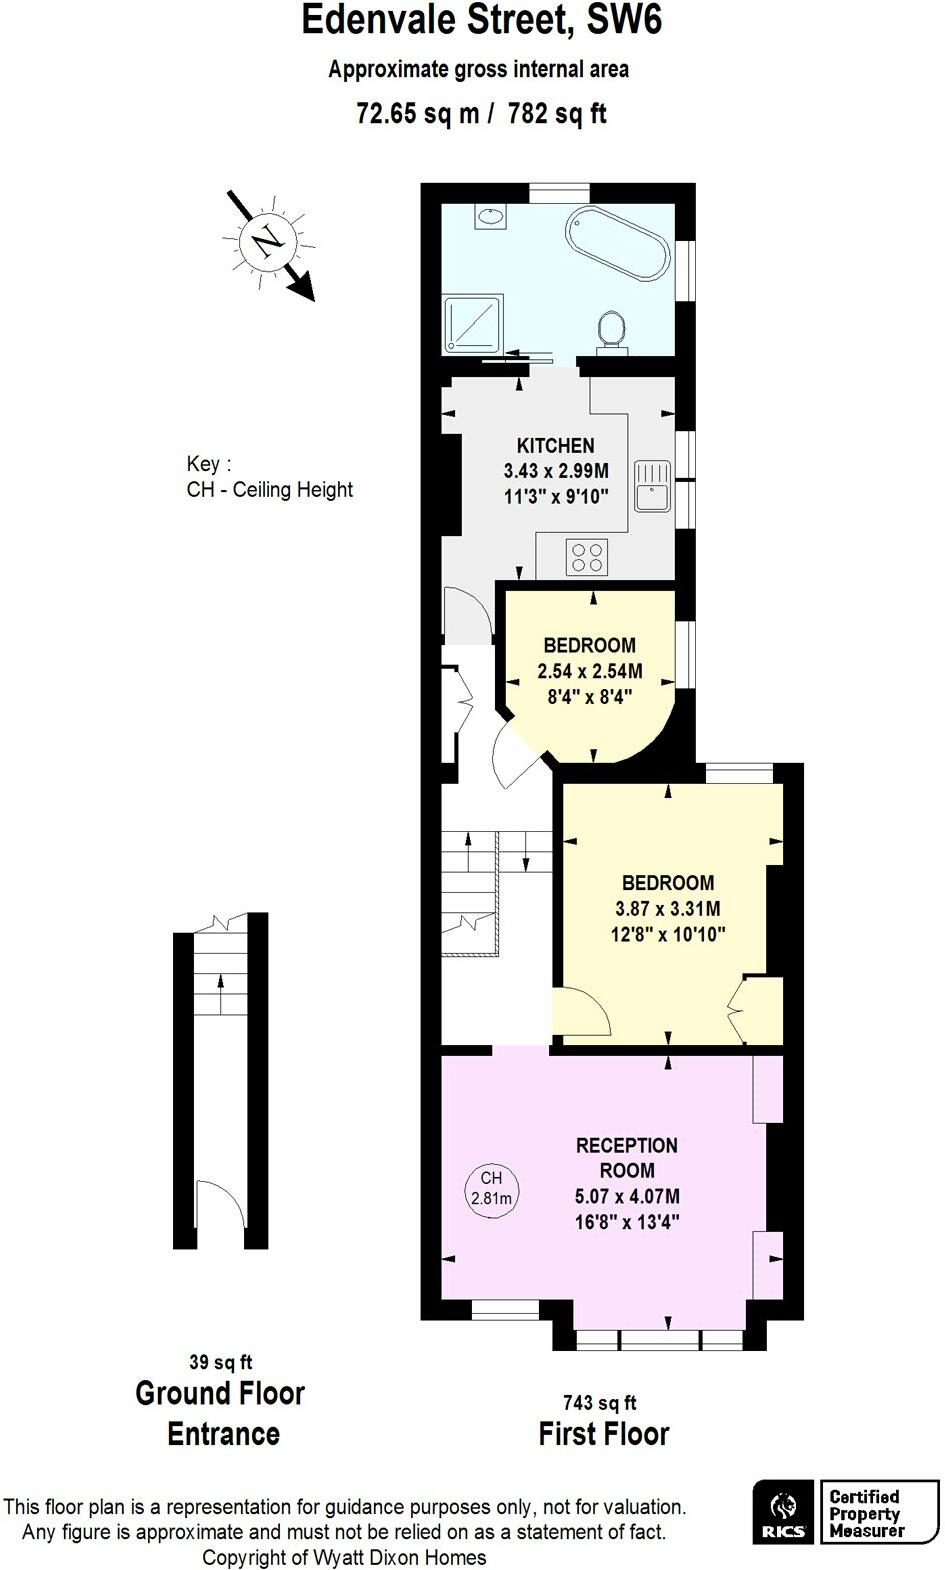 Edenvale Street, SW6
Approximate gross internal area
72.65 sq m / 782 sq ft
N
Key :
CH - Ceiling Height
KITCHEN
3.43 x 2.99M
11'3" x 9'10"
BEDROOM
2.54 x 2.54M
8'4" x 8'4"
BEDROOM
3.87 x 3.31M
12'8" x 10'10"
RECEPTION
ROOM
5.07 x 4.07M
16'8" x 13'4"
CH
2.81m
39 sq ft
Ground Floor
Entrance
743 sq ft
First Floor
This floor plan is a representation for guidance purposes only, not for valuation.
Any figure is approximate and must not be relied on as a statement of fact.
Copyright of Wyatt Dixon Homes
RICS
Certified
Property
Measurer